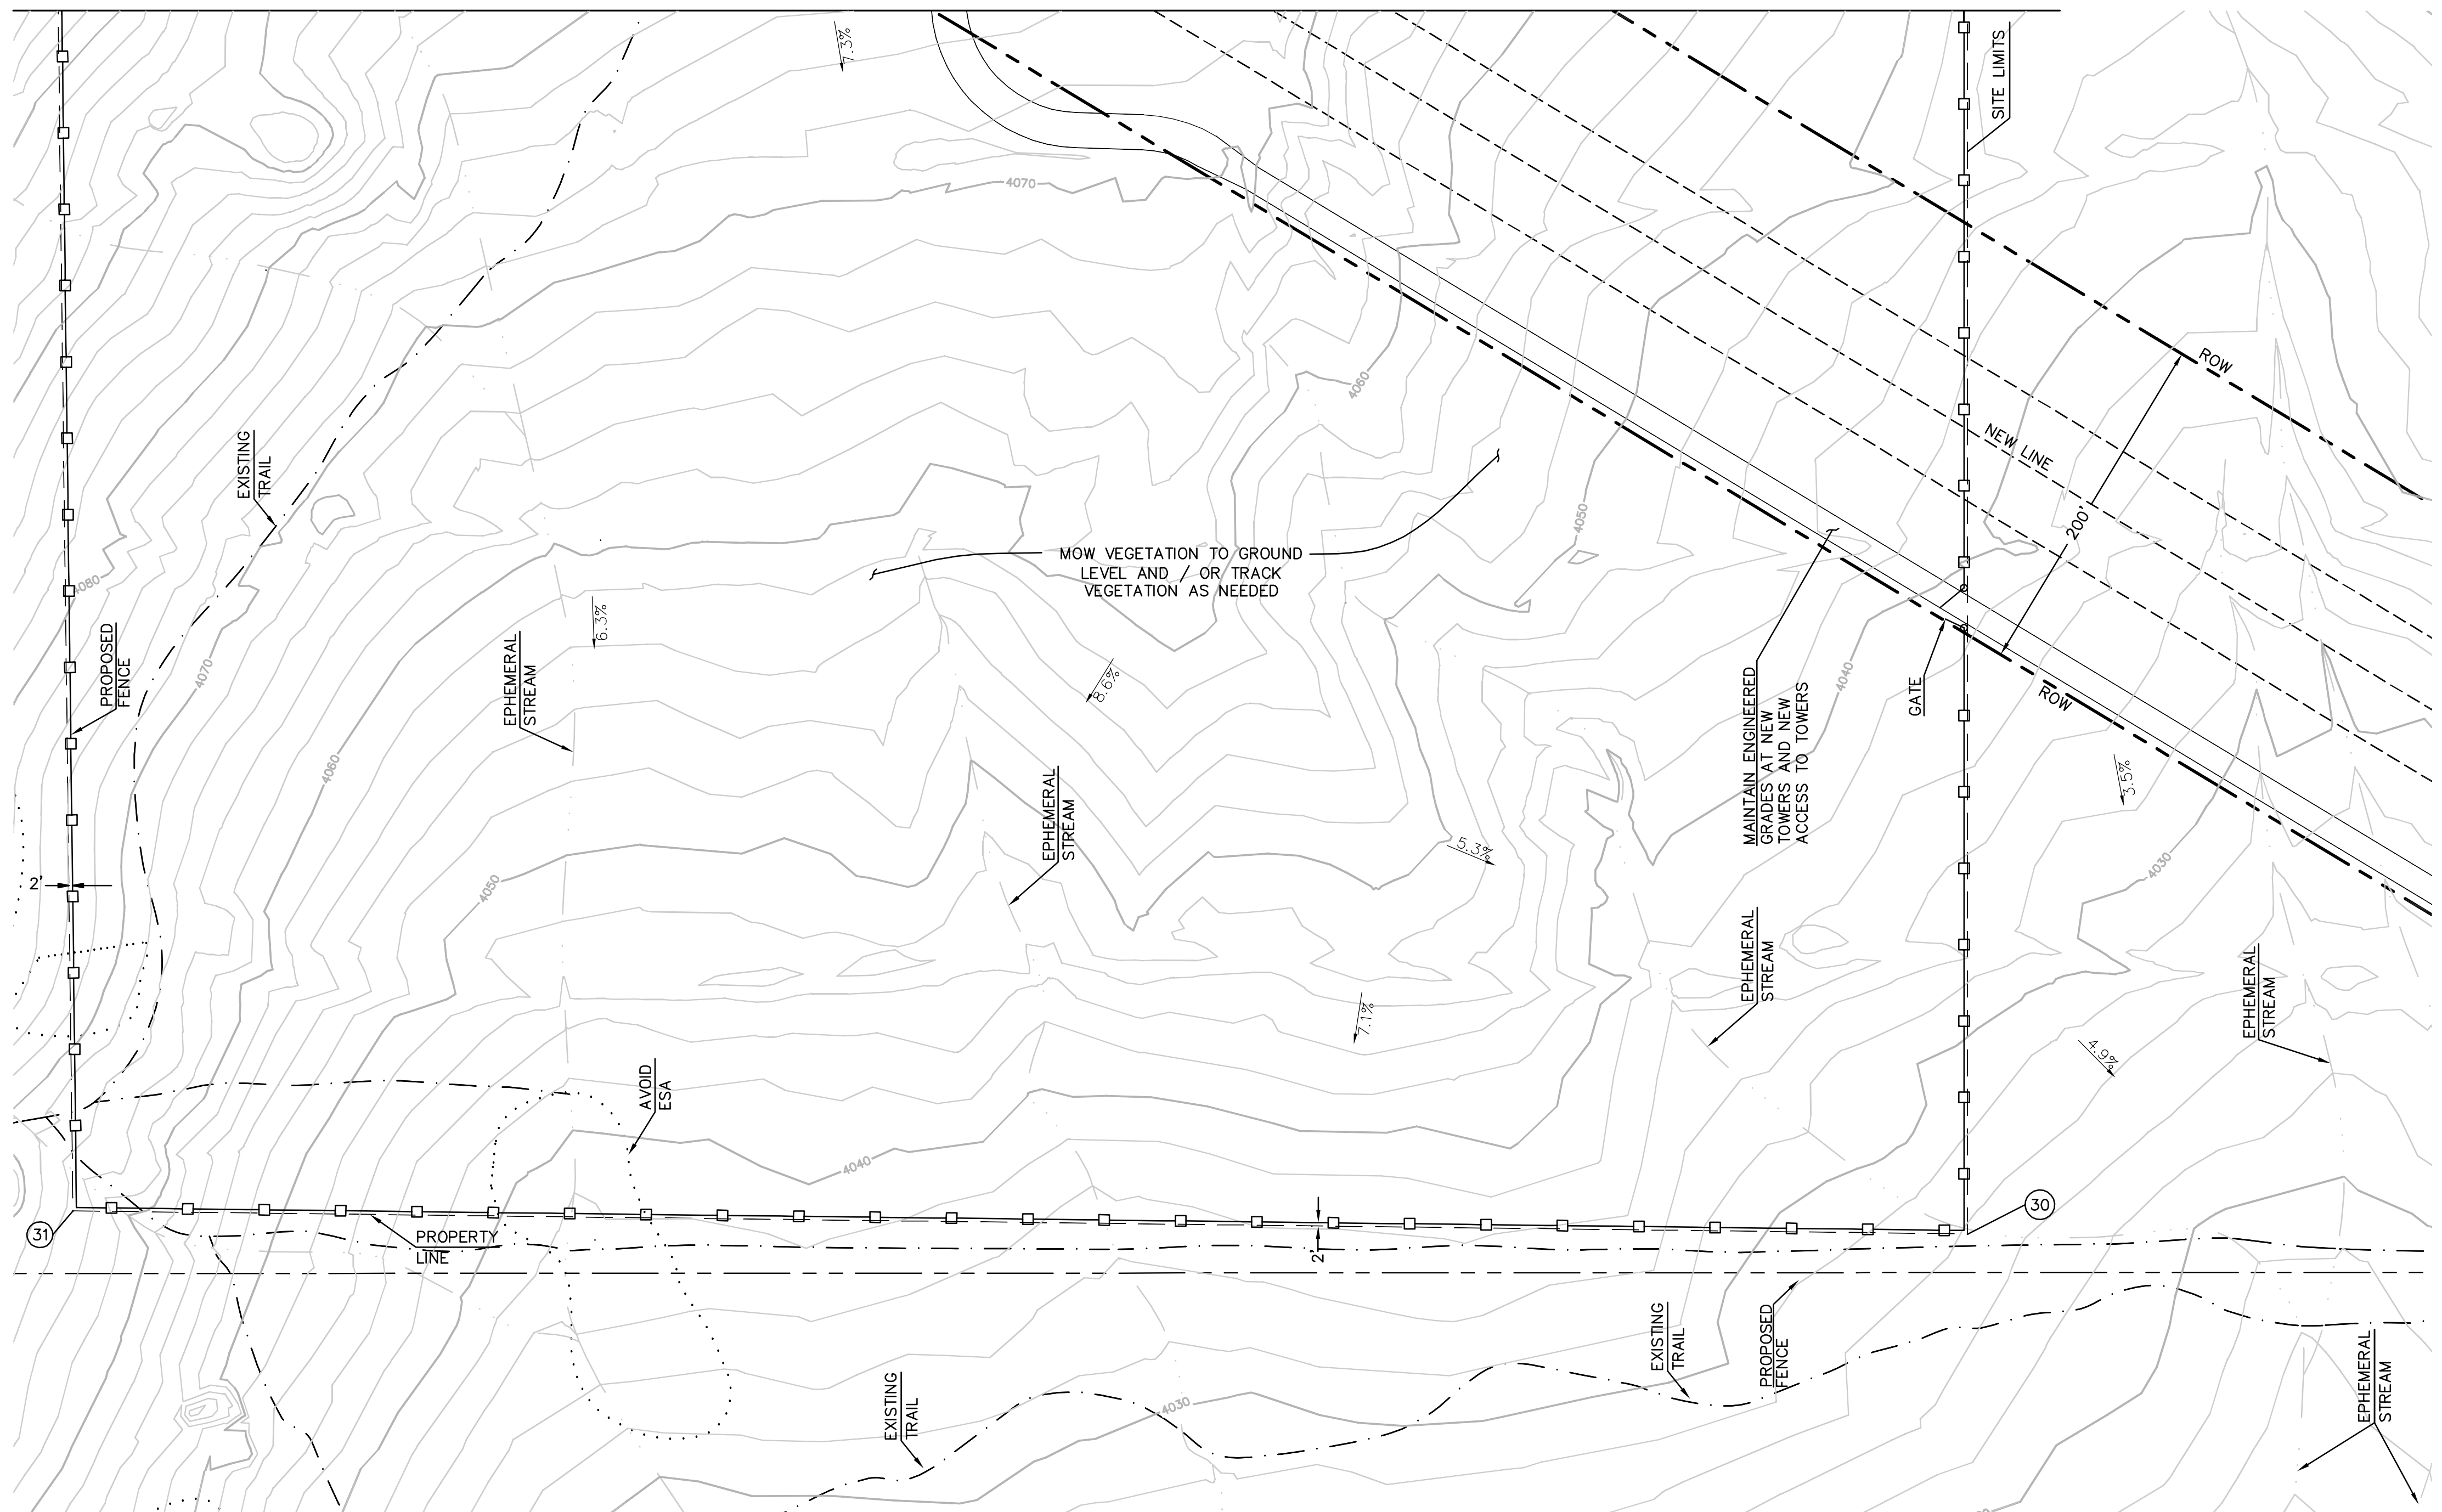 7.3%
SITE LIMITS
4070
ROW
4060
EXISTING
TRAIL
NEW LINE
4050
200'
MOW VEGETATION TO GROUND
LEVEL AND / OR TRACK
VEGETATION AS NEEDED
4080
6.3%
PROPOSED
FENCE
EPHEMERAL
STREAM
4070
8.6%
4040
GATE
ROW
MAINTAIN ENGINEERED
GRADES AT NEW
TOWERS AND NEW
ACCESS TO TOWERS
4060
3.5%
EPHEMERAL
STREAM
5.3%
4030
2'
4050
EPHEMERAL
STREAM
EPHEMERAL
STREAM
7.1%
4.9%
AVOID
ESA
4040
30
31
PROPERTY
LINE
2'
EXISTING
TRAIL
PROPOSED
FENCE
EXISTING
TRAIL
4030
EPHEMERAL
STREAM